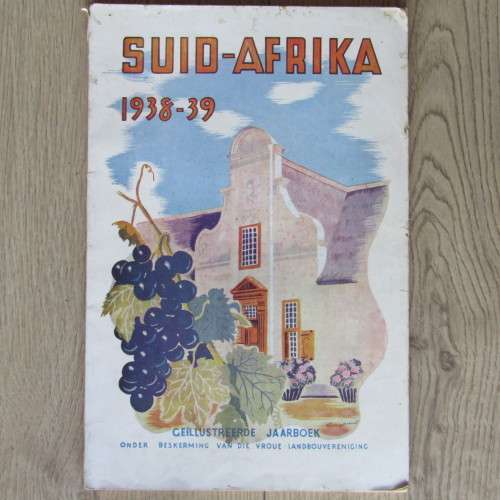 SUID-AFRIKA
1938-39
GEÏLLUSTREERDE JAARBOEK
ONDER BESKERMING VAN DIE VROUE-LANDBOUVERENIGING